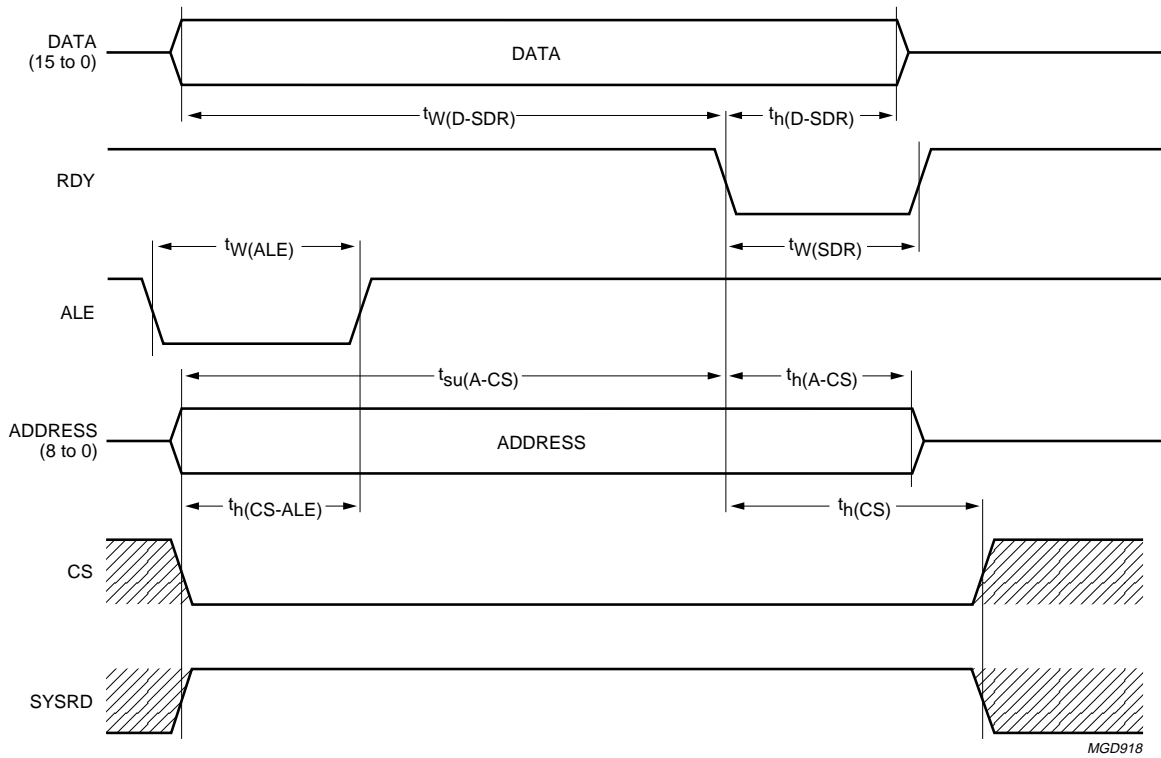 DATA
(15 to 0)
DATA
tW(D-SDR)
th(D-SDR)
RDY
tW(ALE)
tW(SDR)
ALE
tsu(A-CS)
th(A-CS)
ADDRESS
(8 to 0)
ADDRESS
th(CS-ALE)
th(CS)
CS
SYSRD
MGD918